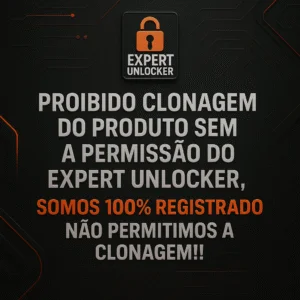 EXPERT
UNLOCKER
PROIBIDO CLONAGEM
DO PRODUTO SEM
A PERMISSÃO DO
EXPERT UNLOCKER,
SOMOS 100% REGISTRADO
NÃO PERMITIMOS A
CLONAGEM!!